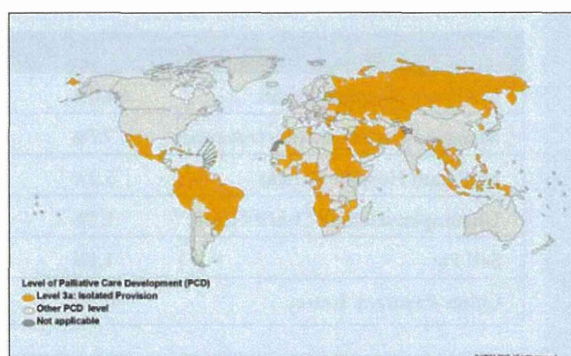 Level of Palliative Care Development (PCD)
Level 3a: Isolated Provision
Other PCD level
Not applicable